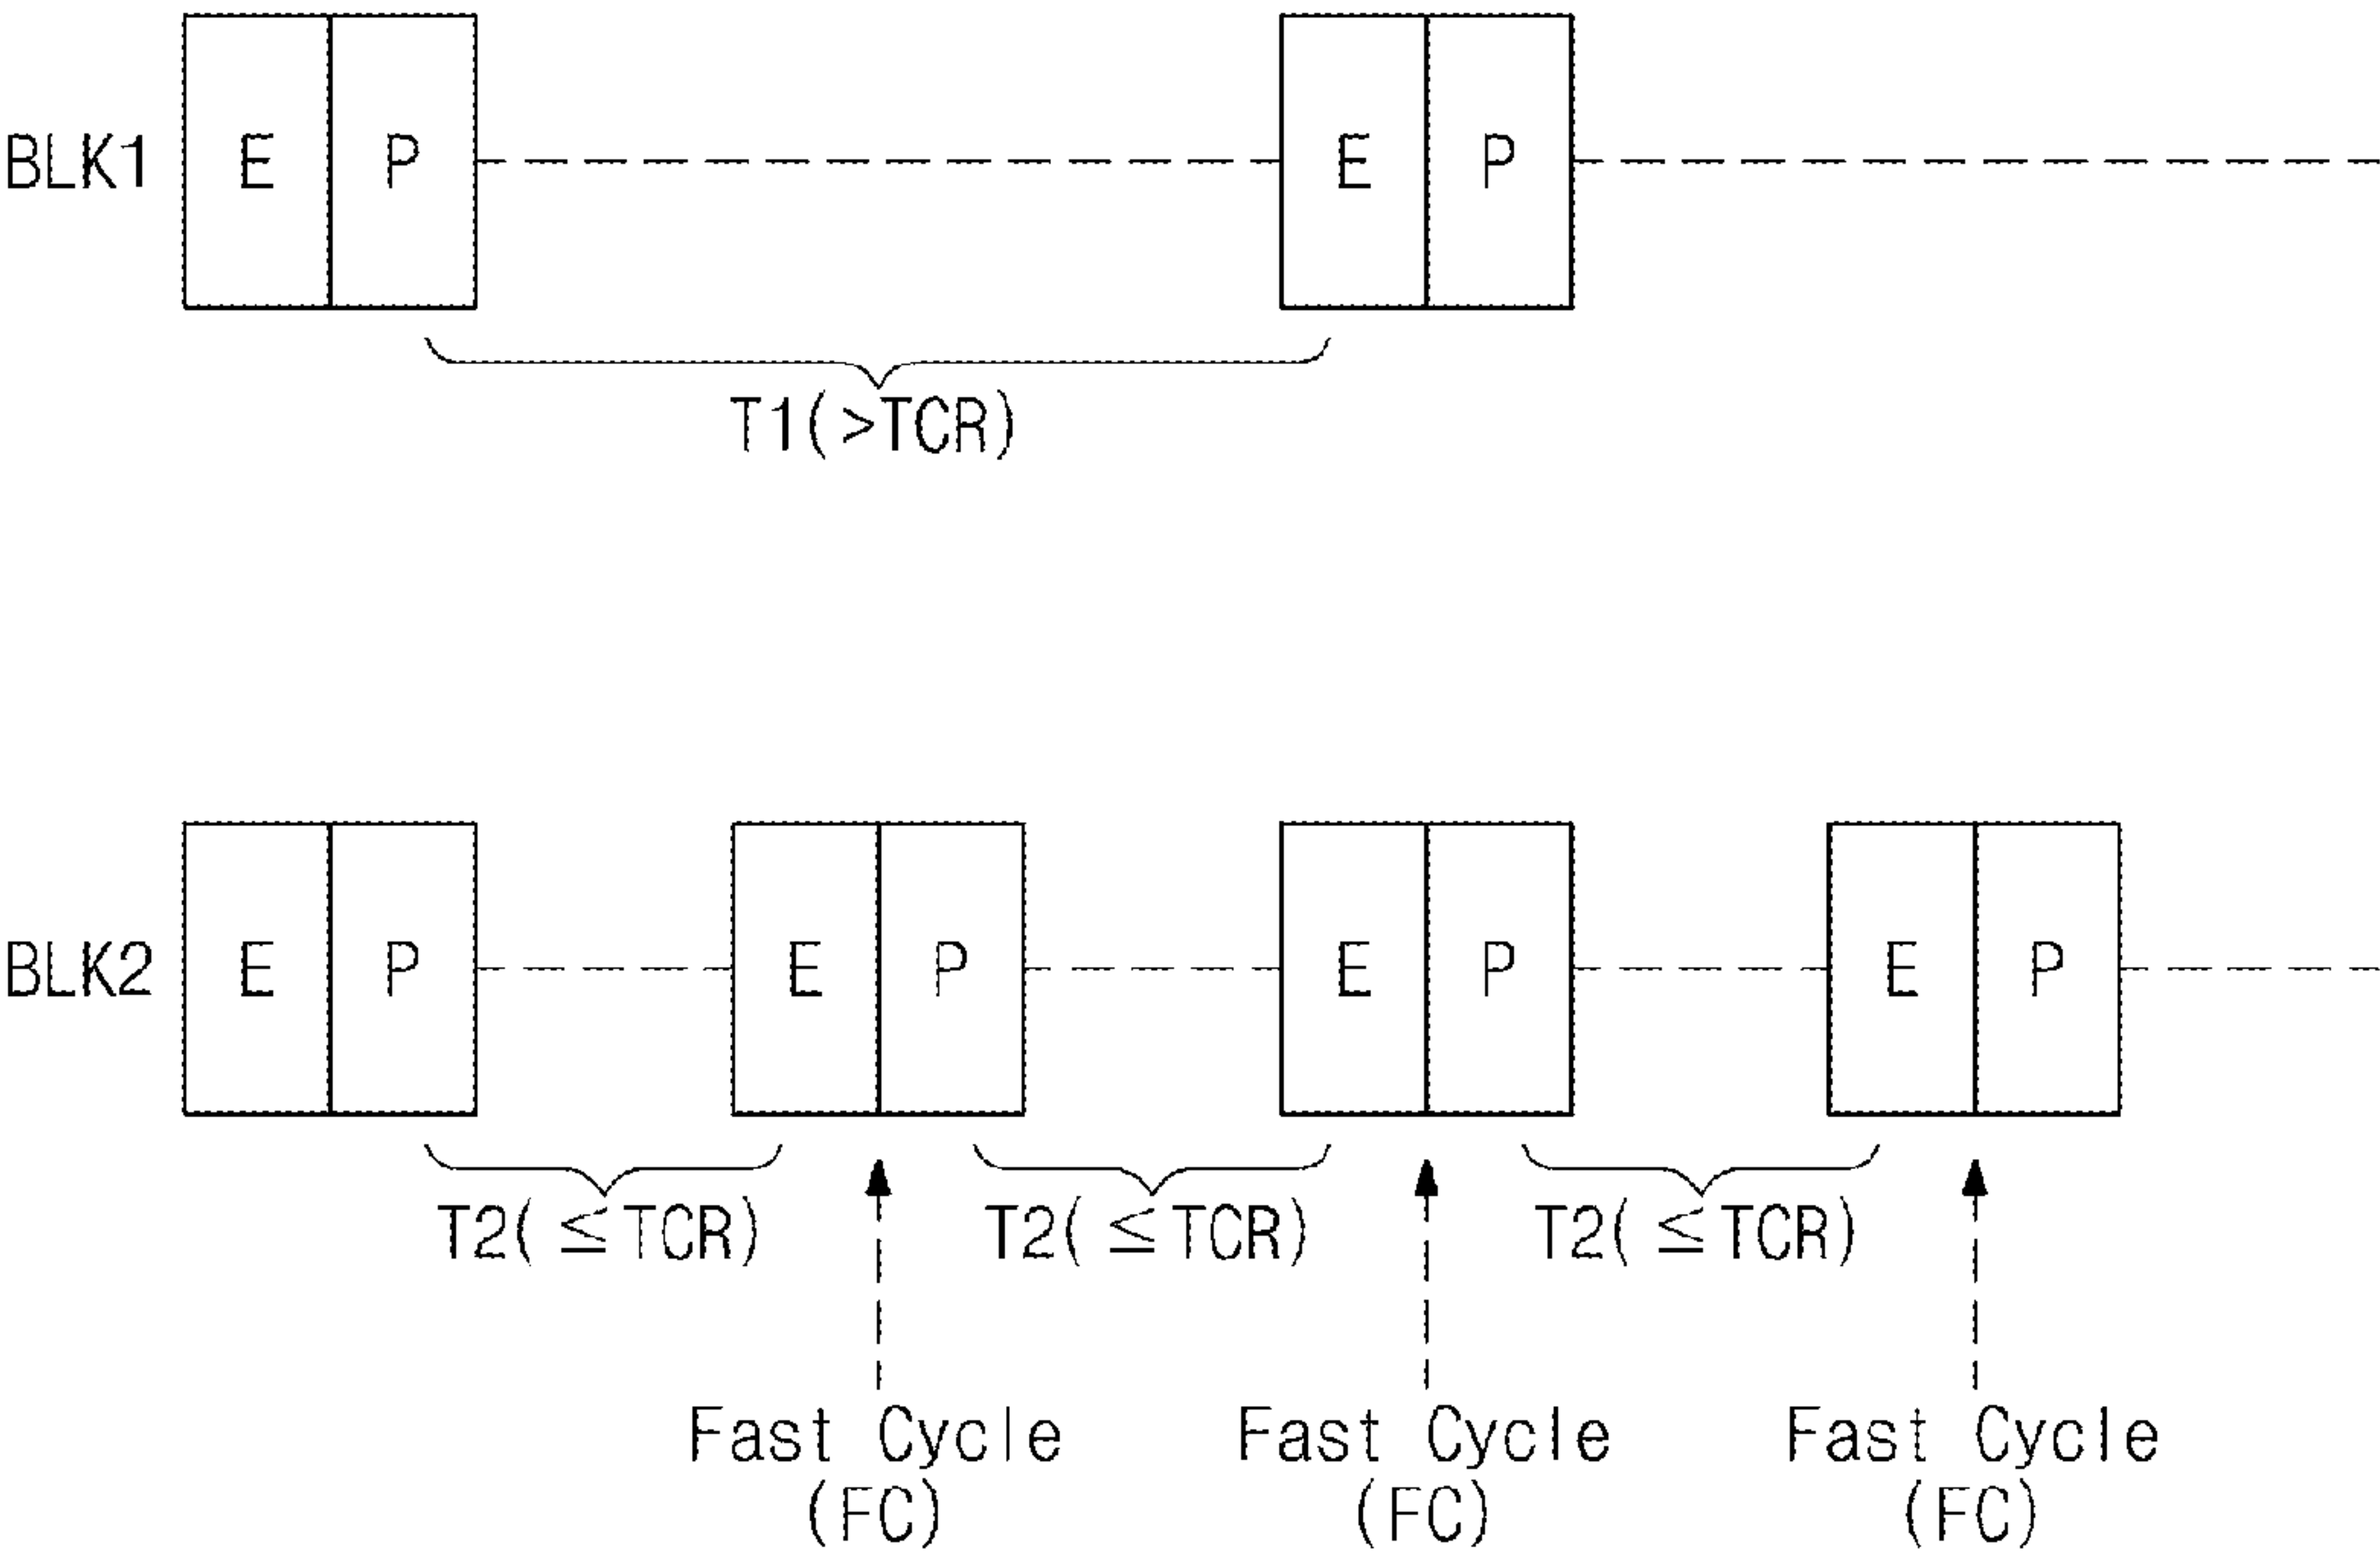 BLK1 E P E P
T1(>TCR)
BLK2 E P E P E P E P
T2(≤TCR) T2(≤TCR) T2(≤TCR)
Fast Cycle Fast Cycle Fast Cycle
(FC) (FC) (FC)